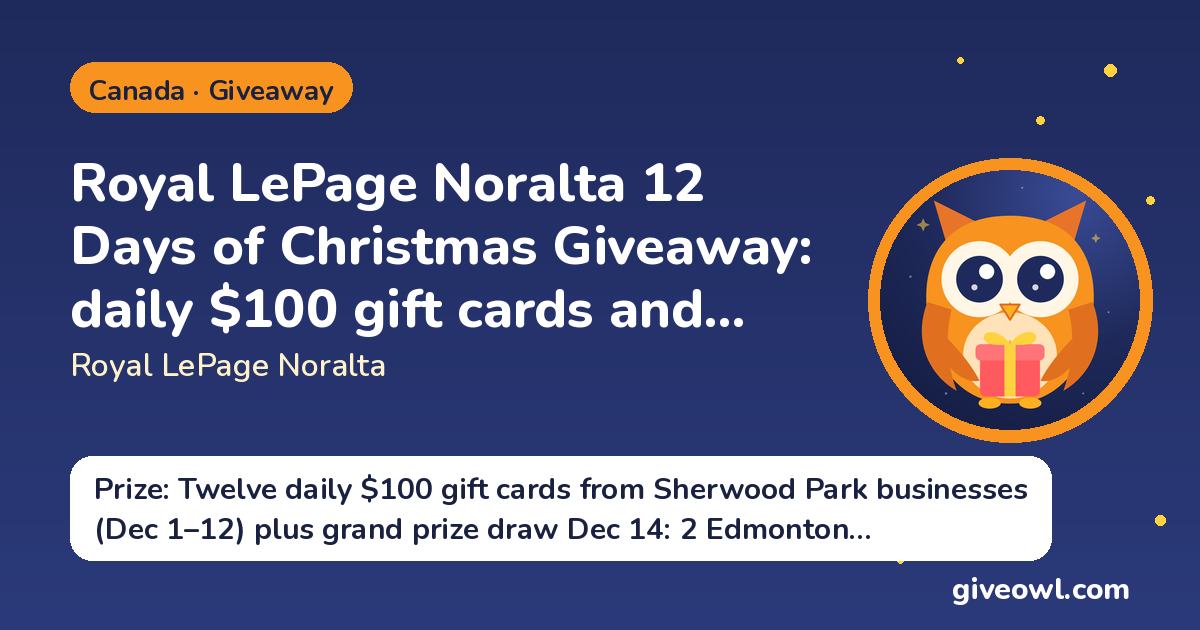 Canada · Giveaway
Royal LePage Noralta 12
Days of Christmas Giveaway:
daily $100 gift cards and...
Royal LePage Noralta
Prize: Twelve daily $100 gift cards from Sherwood Park businesses
(Dec 1–12) plus grand prize draw Dec 14: 2 Edmonton...
giveowl.com